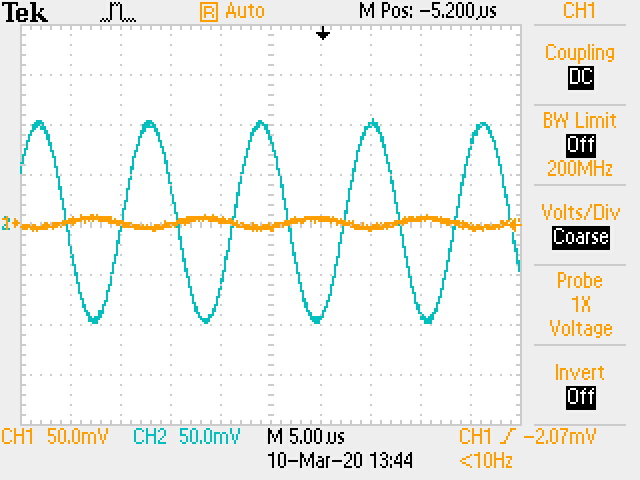 Tek R Auto M Pos: -5.200µs CH1
Coupling
DC
BW Limit
Off
200MHz
Volts/Div
Coarse
Probe
1X
Voltage
Invert
Off
2
CH1 50.0mV CH2 50.0mV M 5.00µs CH1 -2.07mV
10-Mar-20 13:44 <10Hz